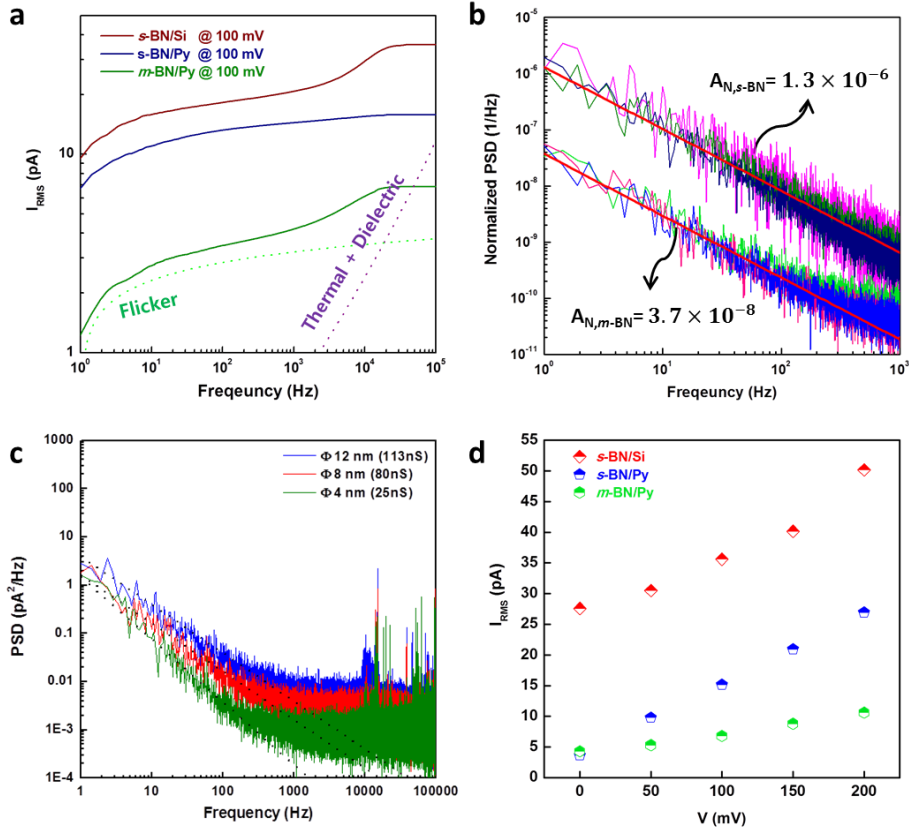 a
s-BN/Si @ 100 mV
s-BN/Py @ 100 mV
m-BN/Py @ 100 mV
10
1
I_RMS (pA)
Flicker
Thermal + Dielectric
10^0 10^1 10^2 10^3 10^4 10^5
Freqeuncy (Hz)
b
10^-5
10^-6
10^-7
10^-8
10^-9
10^-10
10^-11
Normalized PSD (1/Hz)
A_N,s-BN = 1.3 × 10^−6
A_N,m-BN = 3.7 × 10^−8
10^0 10^1 10^2 10^3
Freqeuncy (Hz)
c
1000
100
10
1
0.1
0.01
1E-3
1E-4
PSD (pA^2/Hz)
Φ 12 nm (113nS)
Φ 8 nm (80nS)
Φ 4 nm (25nS)
1 10 100 1000 10000 100000
Freqeuncy (Hz)
d
55
50
45
40
35
30
25
20
15
10
5
0
I_RMS (pA)
s-BN/Si
s-BN/Py
m-BN/Py
0 50 100 150 200
V (mV)